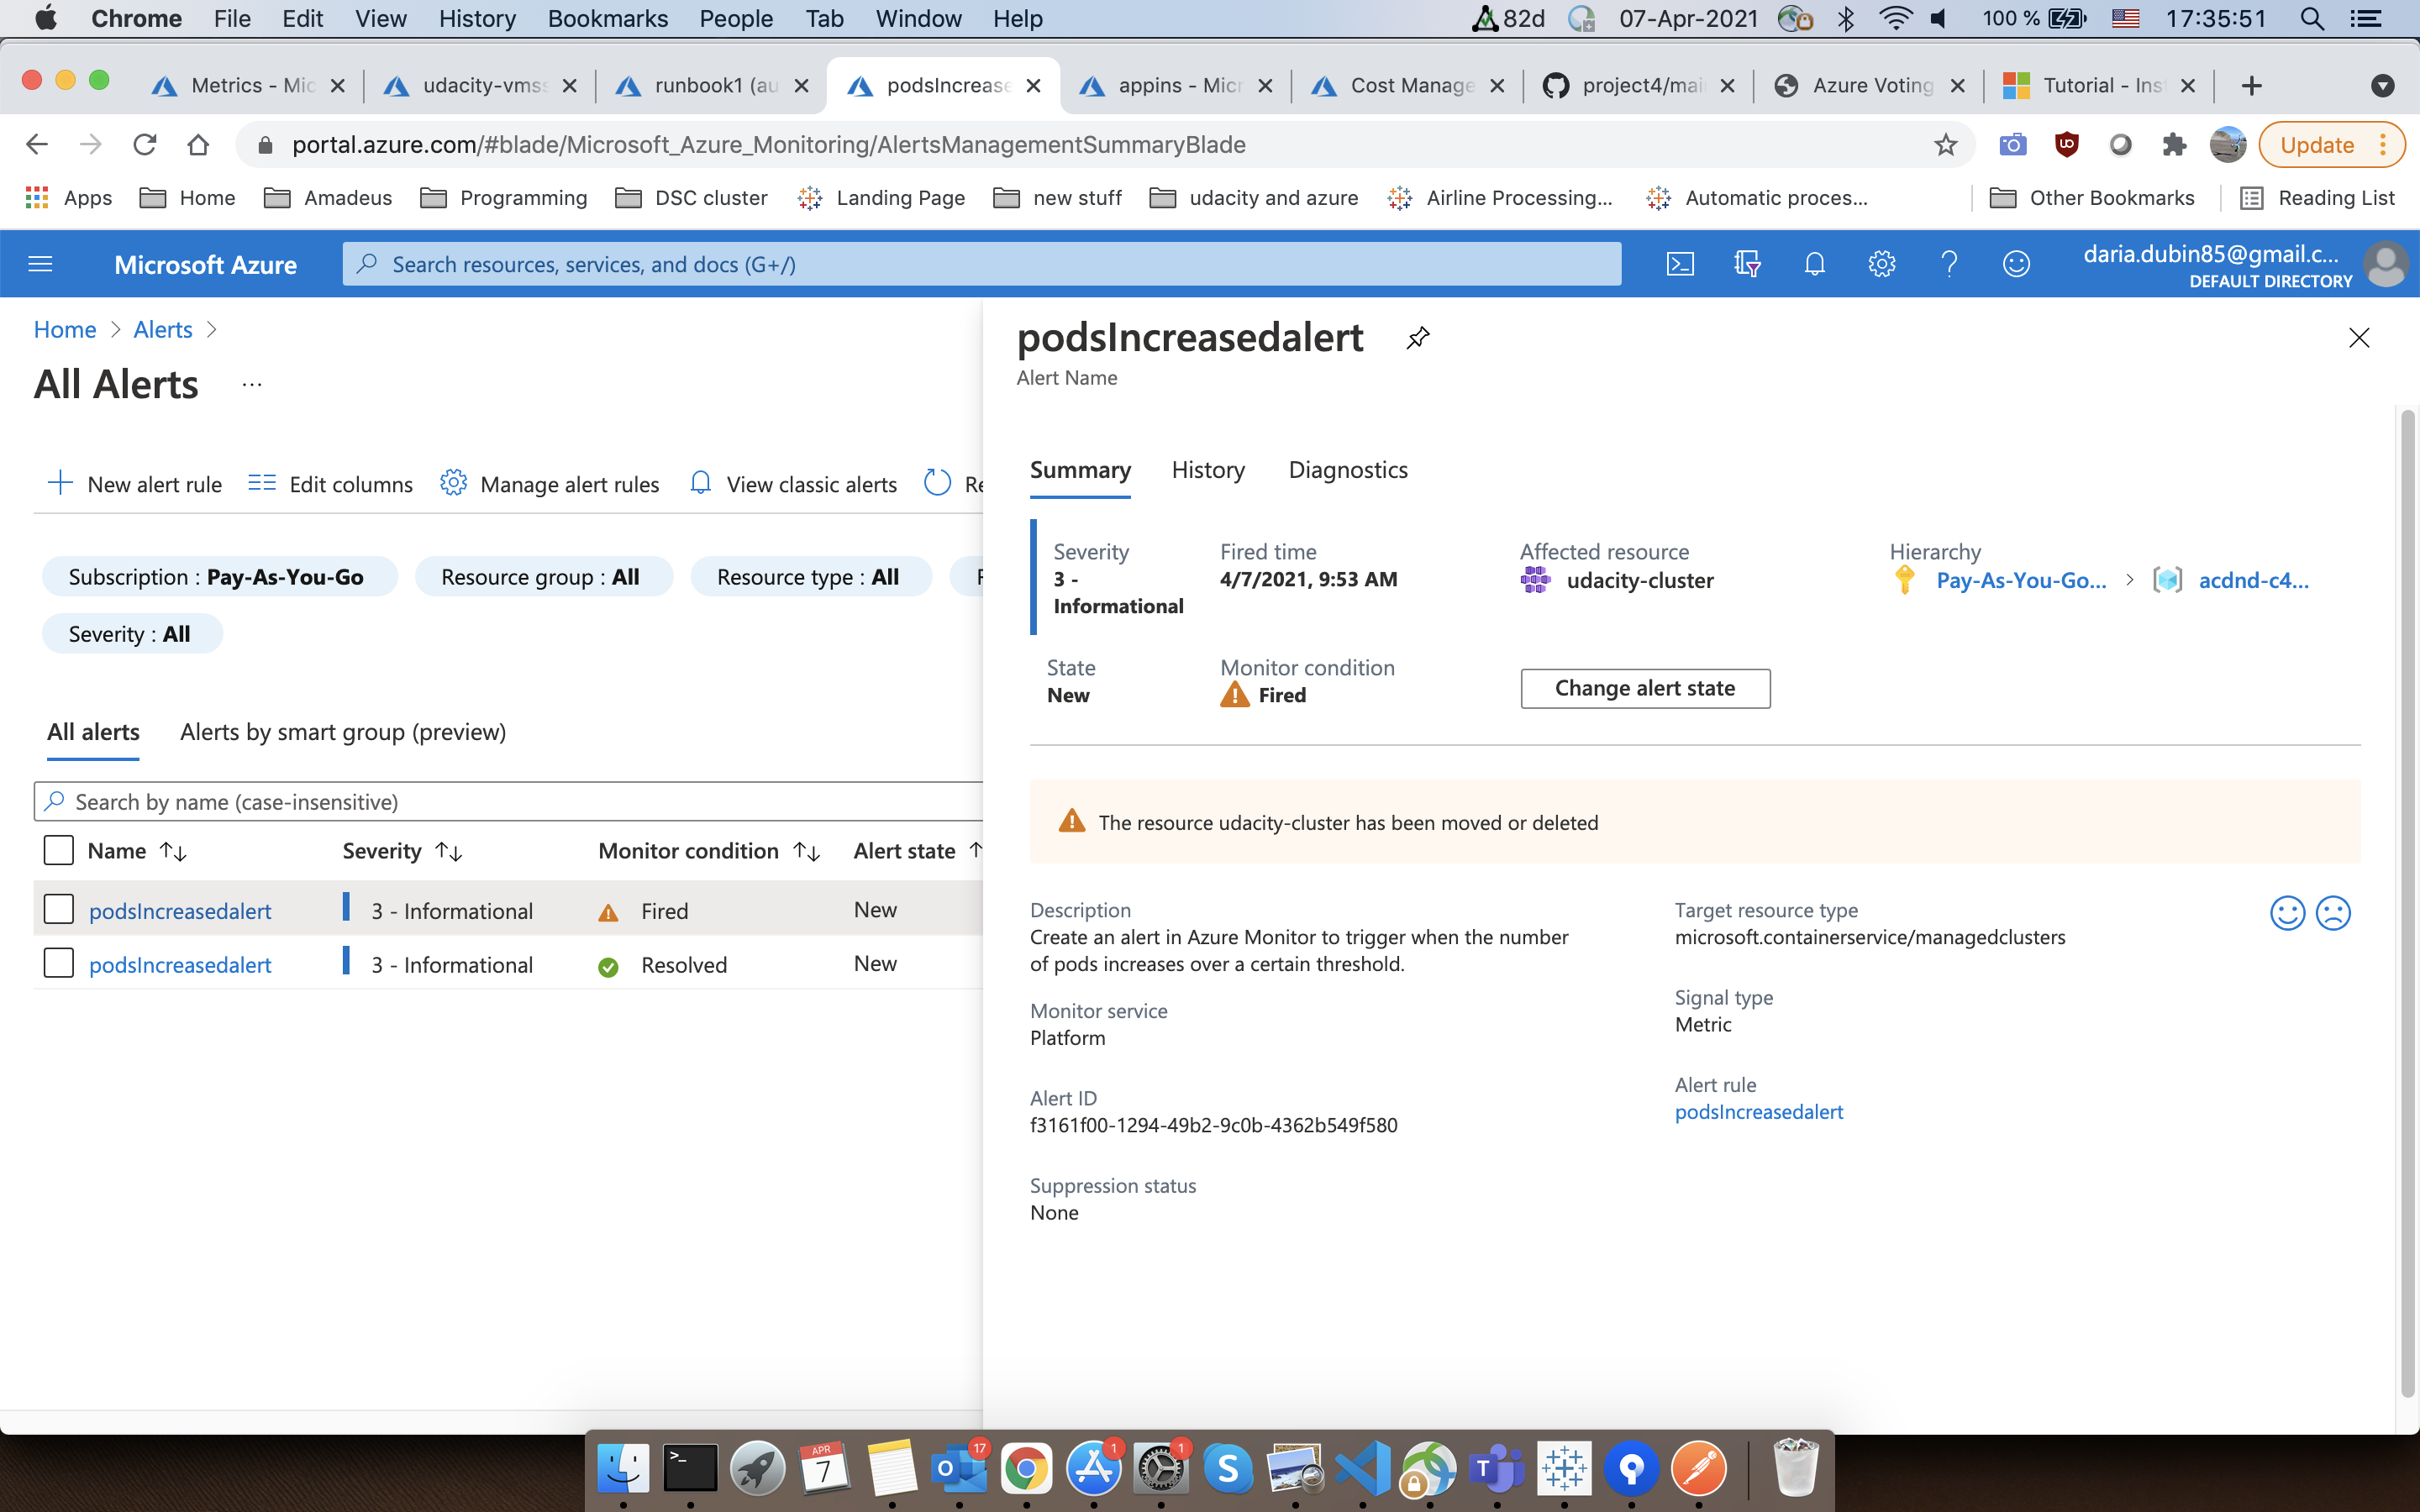 Chrome File Edit View History Bookmarks People Tab Window Help 82d 07-Apr-2021 100 % 17:35:51
Metrics - Mic udacity-vmss runbook1 (au podsIncrease appins - Micr Cost Manage project4/mai Azure Voting Tutorial - Ins
portal.azure.com/#blade/Microsoft_Azure_Monitoring/AlertsManagementSummaryBlade Update
Apps Home Amadeus Programming DSC cluster Landing Page new stuff udacity and azure Airline Processing... Automatic proces... Other Bookmarks Reading List
Microsoft Azure Search resources, services, and docs (G+/) daria.dubin85@gmail.c...
DEFAULT DIRECTORY
Home > Alerts >
All Alerts ...
New alert rule Edit columns Manage alert rules View classic alerts Re
Subscription : Pay-As-You-Go Resource group : All Resource type : All
Severity : All
All alerts Alerts by smart group (preview)
Search by name (case-insensitive)
Name Severity Monitor condition Alert state
podsIncreasedalert 3 - Informational Fired New
podsIncreasedalert 3 - Informational Resolved New
podsIncreasedalert
Alert Name
Summary History Diagnostics
Severity Fired time Affected resource Hierarchy
3 - 4/7/2021, 9:53 AM udacity-cluster Pay-As-You-Go... > acdnd-c4...
Informational
State Monitor condition
New Fired Change alert state
The resource udacity-cluster has been moved or deleted
Description
Create an alert in Azure Monitor to trigger when the number
of pods increases over a certain threshold.
Monitor service
Platform
Alert ID
f3161f00-1294-49b2-9c0b-4362b549f580
Suppression status
None
Target resource type
microsoft.containerservice/managedclusters
Signal type
Metric
Alert rule
podsIncreasedalert
APR
7
17
1
1